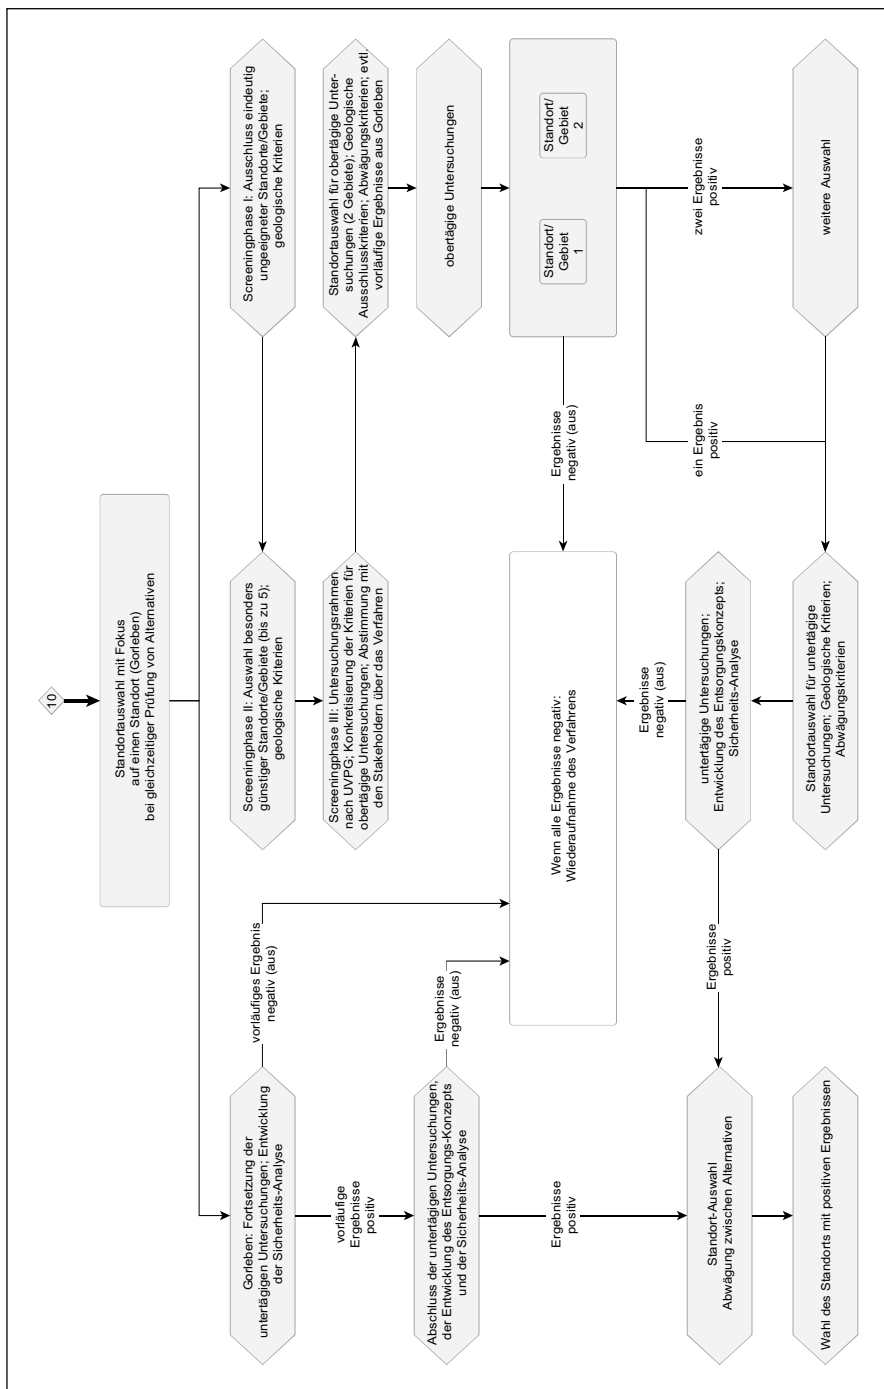 10
Standortauswahl mit Fokus
auf einen Standort (Gorleben)
bei gleichzeitiger Prüfung von Alternativen
Gorleben: Fortsetzung der
untertägigen Untersuchungen; Entwicklung
der Sicherheits-Analyse
vorläufiges Ergebnis
negativ (aus)
Screeningphase II: Auswahl besonders
günstiger Standorte/Gebiete (bis zu 5);
geologische Kriterien
Screeningphase I: Ausschluss eindeutig
ungeeigneter Standorte/Gebiete;
geologische Kriterien
vorläufige
Ergebnisse
positiv
Screeningphase III: Untersuchungsrahmen
nach UVPG; Konkretisierung der Kriterien für
obertägige Untersuchungen; Abstimmung mit
den Stakeholdern über das Verfahren
Standortauswahl für obertägige Unter-
suchungen (2 Gebiete); Geologische
Ausschlusskriterien; Abwägungskriterien; evtl.
vorläufige Ergebnisse aus Gorleben
Abschluss der untertägigen Untersuchungen,
der Entwicklung des Entsorgungs-Konzepts
und der Sicherheits-Analyse
Ergebnisse
negativ (aus)
obertägige Untersuchungen
Ergebnisse
positiv
Wenn alle Ergebnisse negativ:
Wiederaufnahme des Verfahrens
Ergebnisse
negativ (aus)
Standort/
Gebiet
1
Standort/
Gebiet
2
Ergebnisse
negativ (aus)
ein Ergebnis
positiv
zwei Ergebnisse
positiv
Standort-Auswahl
Abwägung zwischen Alternativen
Ergebnisse
positiv
untertägige Untersuchungen;
Entwicklung des Entsorgungskonzepts;
Sicherheits-Analyse
Wahl des Standorts mit positiven Ergebnissen
Standortauswahl für untertägige
Untersuchungen; Geologische Kriterien;
Abwägungskriterien
weitere Auswahl